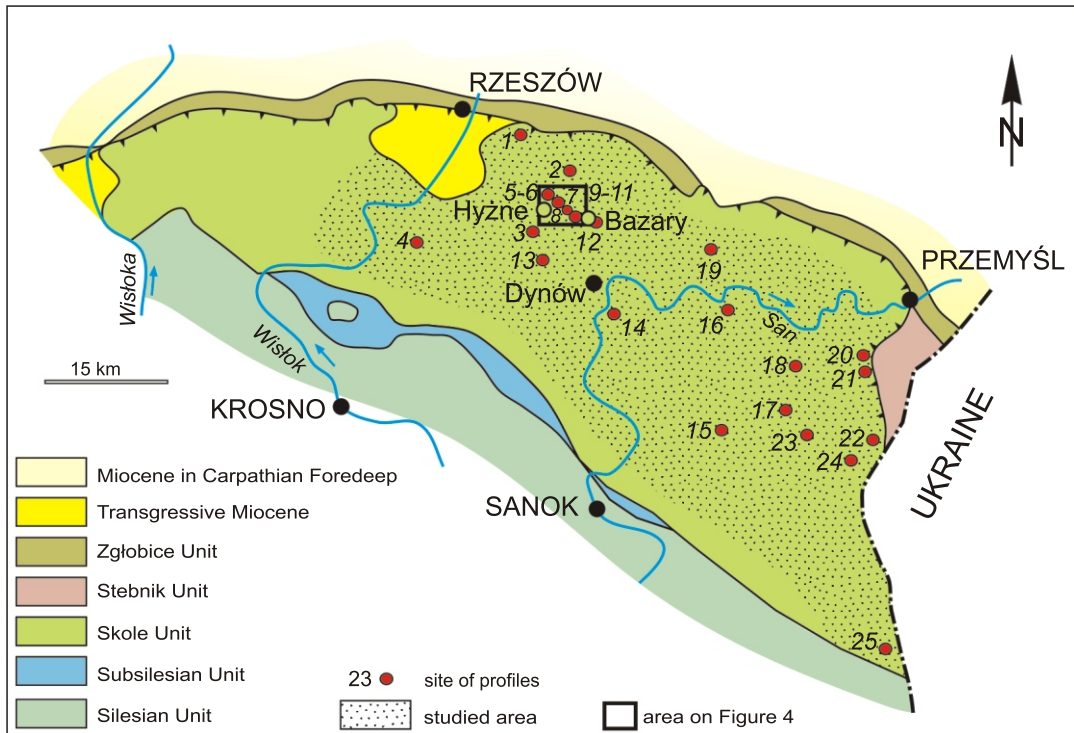 RZESZÓW
N
1
2
5-6
7
9-11
Hyżne
8
Bazary
3
12
4
13
19
PRZEMYŚL
Dynów
Wisłoka
14
16
San
Wisłok
18
20
21
15 km
KROSNO
17
15
23
22
24
UKRAINE
SANOK
25
Miocene in Carpathian Foredeep
Transgressive Miocene
Zgłobice Unit
Stebnik Unit
Skole Unit
Subsilesian Unit
Silesian Unit
23 site of profiles
studied area
area on Figure 4